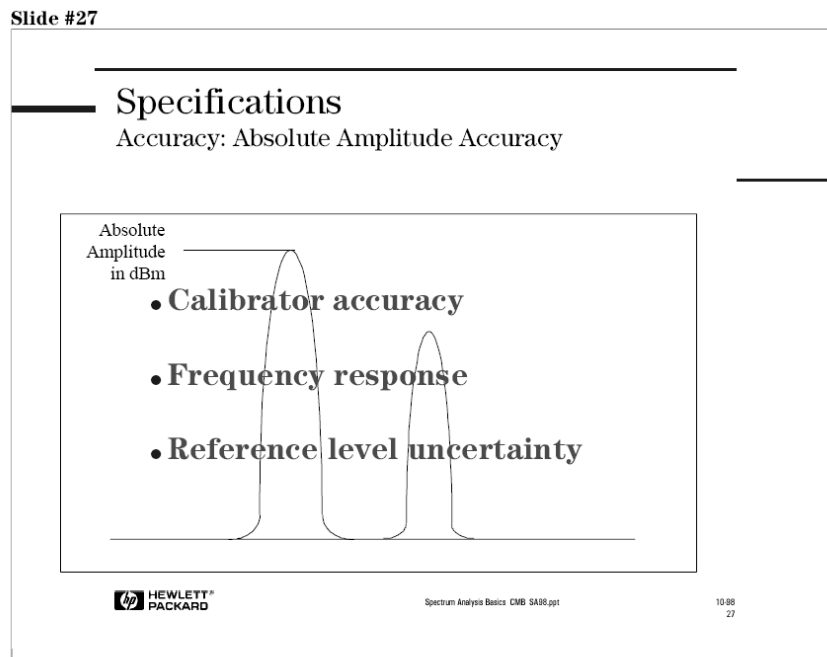 Slide #27
Specifications
Accuracy: Absolute Amplitude Accuracy
Absolute
Amplitude
in dBm
• Calibrator accuracy
• Frequency response
• Reference level uncertainty
hp HEWLETT®
PACKARD
Spectrum Analysis Basics CMB SA98.ppt
10-98
27